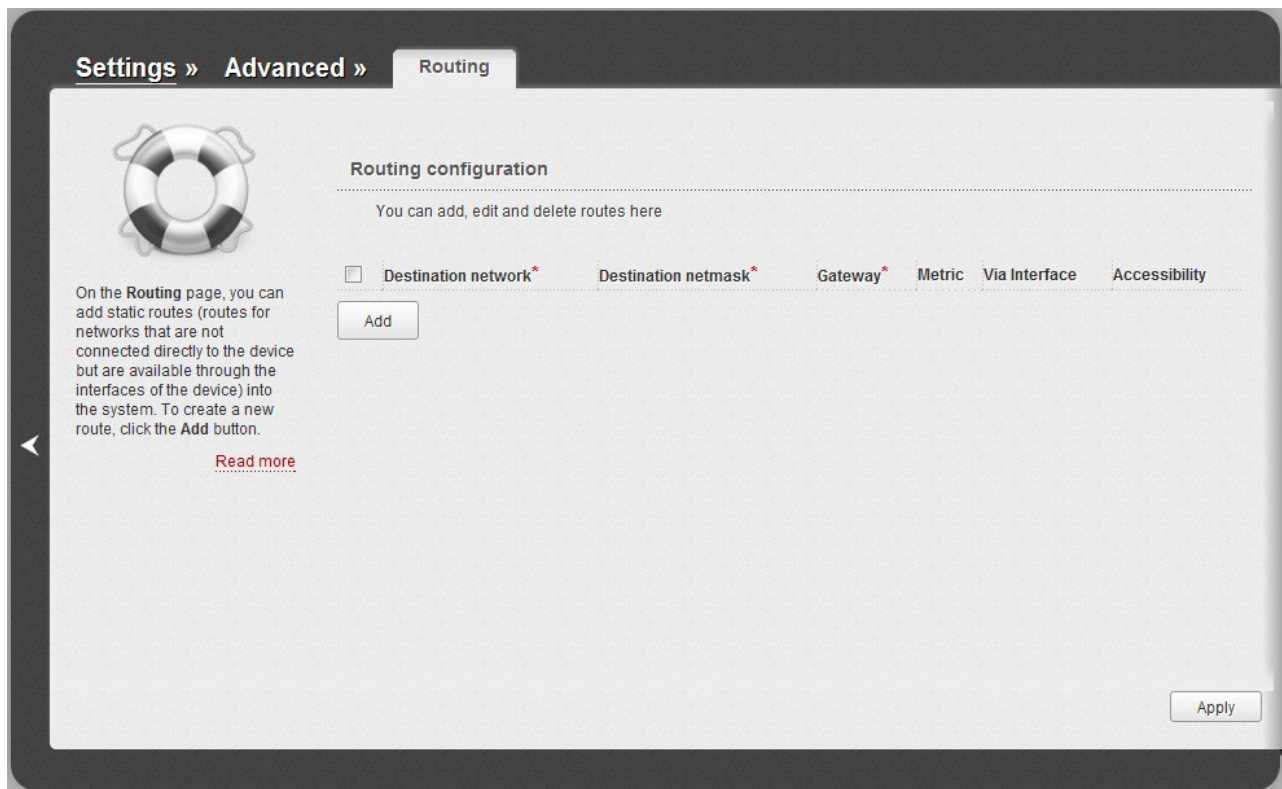 Settings » Advanced » Routing
On the Routing page, you can
add static routes (routes for
networks that are not
connected directly to the device
but are available through the
interfaces of the device) into
the system. To create a new
route, click the Add button.
Read more
Routing configuration
You can add, edit and delete routes here
Destination network* Destination netmask* Gateway* Metric Via Interface Accessibility
Add
Apply